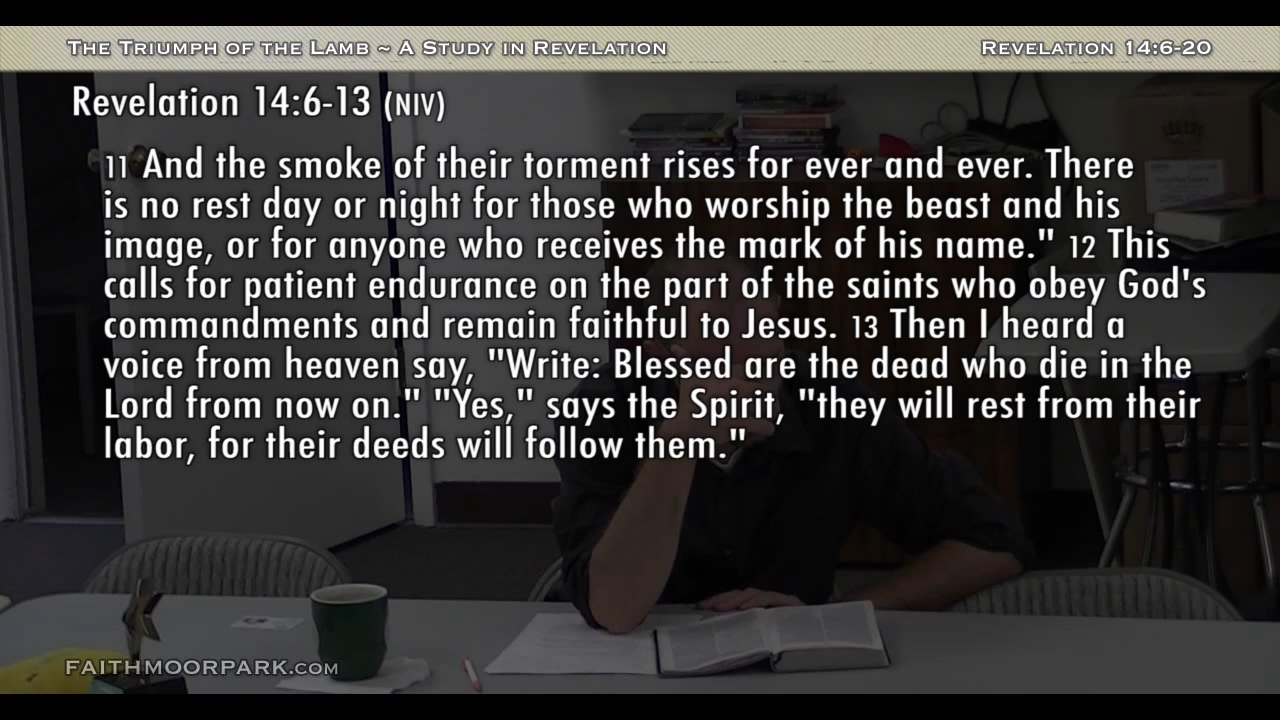 THE TRIUMPH OF THE LAMB ~ A STUDY IN REVELATION
REVELATION 14:6-20
Revelation 14:6-13 (NIV)
11 And the smoke of their torment rises for ever and ever. There
is no rest day or night for those who worship the beast and his
image, or for anyone who receives the mark of his name." 12 This
calls for patient endurance on the part of the saints who obey God's
commandments and remain faithful to Jesus. 13 Then I heard a
voice from heaven say, "Write: Blessed are the dead who die in the
Lord from now on." "Yes," says the Spirit, "they will rest from their
labor, for their deeds will follow them."
FAITHMOORPARK.COM